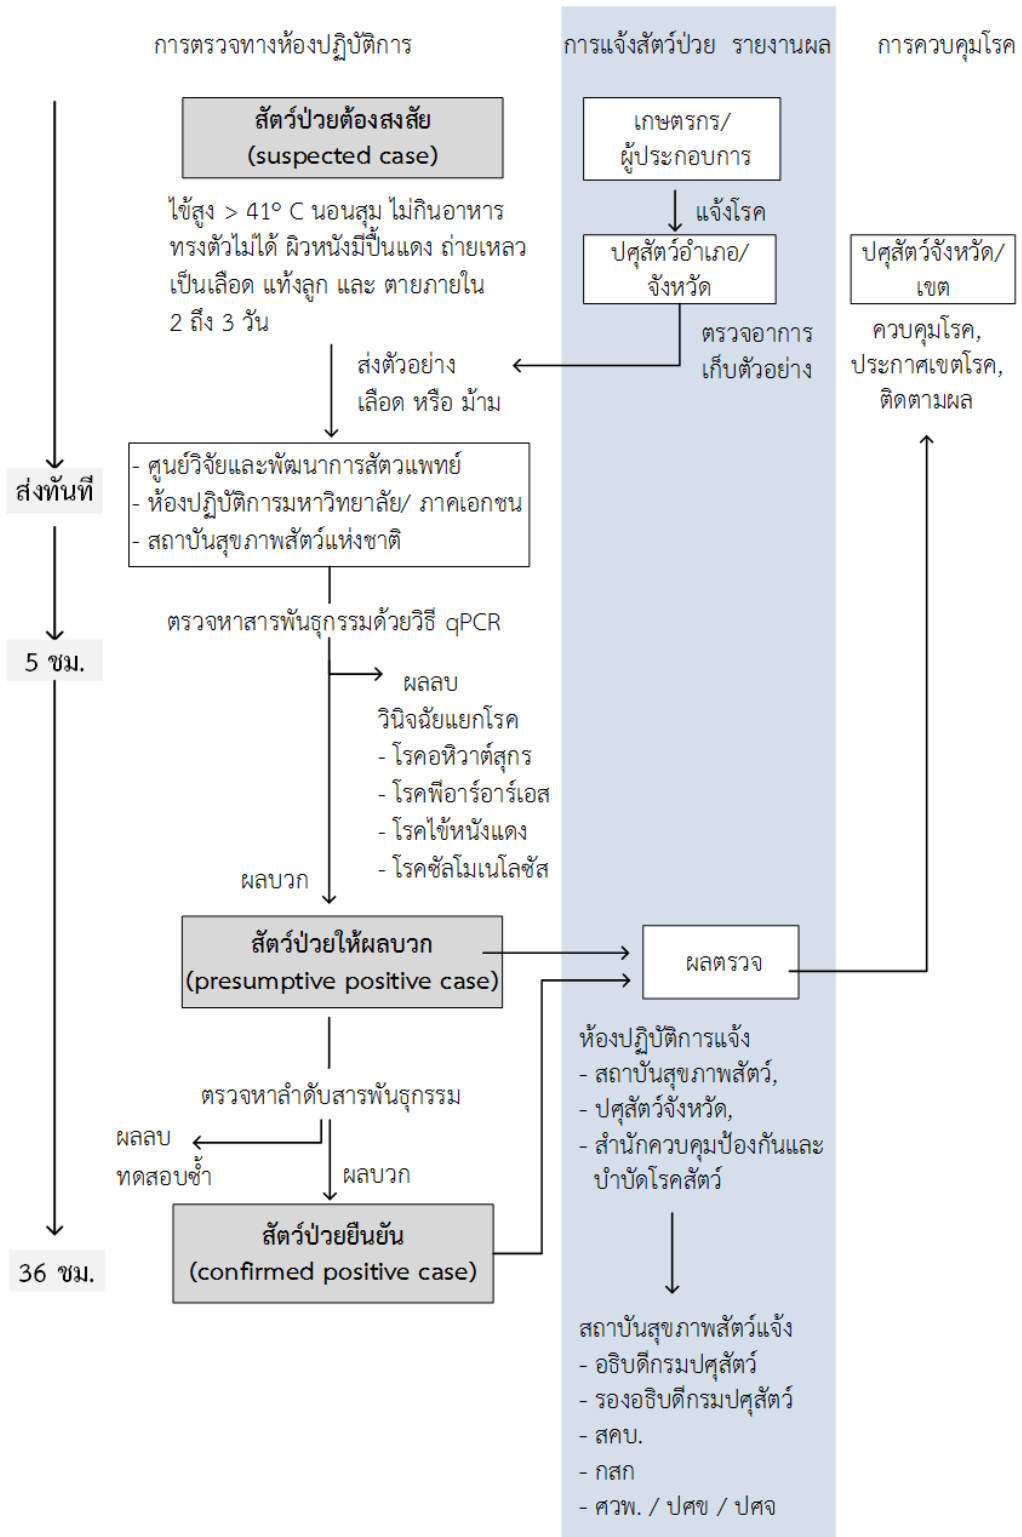 การตรวจทางห้องปฏิบัติการ
การแจ้งสัตว์ป่วย รายงานผล
การควบคุมโรค
สัตว์ป่วยต้องสงสัย
(suspected case)
เกษตรกร/
ผู้ประกอบการ
ไข้สูง > 41° C นอนสุม ไม่กินอาหาร
ทรงตัวไม่ได้ ผิวหนังมีปื้นแดง ถ่ายเหลว
เป็นเลือด แท้งลูก และ ตายภายใน
2 ถึง 3 วัน
แจ้งโรค
ปศุสัตว์อำเภอ/
จังหวัด
ปศุสัตว์จังหวัด/
เขต
ตรวจอาการ
เก็บตัวอย่าง
ควบคุมโรค,
ประกาศเขตโรค,
ติดตามผล
ส่งตัวอย่าง
เลือด หรือ ม้าม
ส่งทันที
- ศูนย์วิจัยและพัฒนาการสัตวแพทย์
- ห้องปฏิบัติการมหาวิทยาลัย/ ภาคเอกชน
- สถาบันสุขภาพสัตว์แห่งชาติ
ตรวจหาสารพันธุกรรมด้วยวิธี qPCR
5 ชม.
ผลลบ
วินิจฉัยแยกโรค
- โรคอหิวาต์สุกร
- โรคพีอาร์อาร์เอส
- โรคไข้หนังแดง
- โรคซัลโมเนโลซัส
ผลบวก
สัตว์ป่วยให้ผลบวก
(presumptive positive case)
ผลตรวจ
ห้องปฏิบัติการแจ้ง
- สถาบันสุขภาพสัตว์,
- ปศุสัตว์จังหวัด,
- สำนักควบคุมป้องกันและ
บำบัดโรคสัตว์
ตรวจหาลำดับสารพันธุกรรม
ผลลบ
ทดสอบซ้ำ
ผลบวก
สัตว์ป่วยยืนยัน
(confirmed positive case)
36 ชม.
สถาบันสุขภาพสัตว์แจ้ง
- อธิบดีกรมปศุสัตว์
- รองอธิบดีกรมปศุสัตว์
- สคบ.
- กสก
- ศวพ. / ปศข / ปศจ